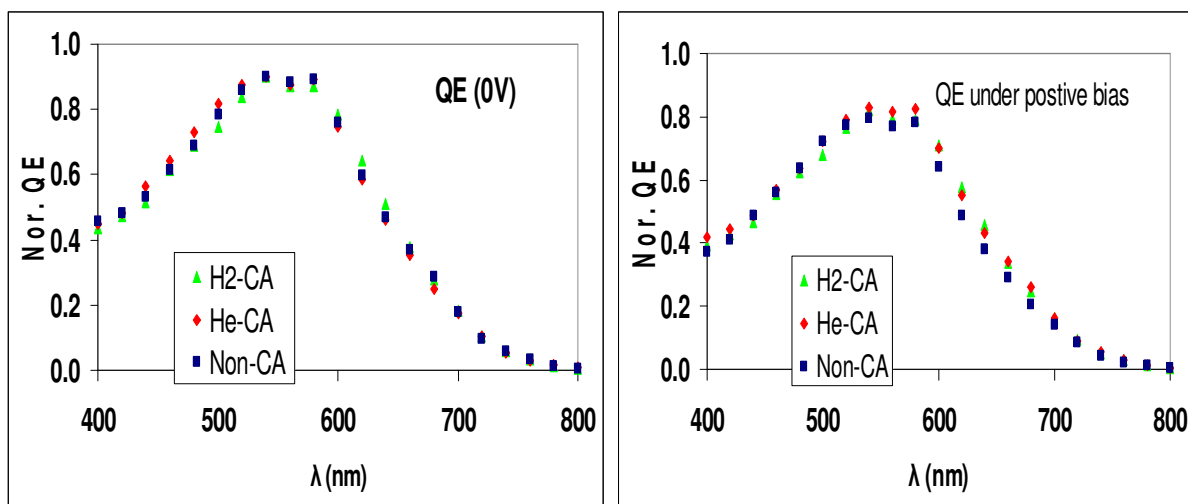 1.0
0.8
0.6
0.4
0.2
0.0
Nor. QE
QE (0V)
H2-CA
He-CA
Non-CA
400 500 600 700 800
λ (nm)
1.0
0.8
0.6
0.4
0.2
0.0
Nor. QE
QE under postive bias
H2-CA
He-CA
Non-CA
400 500 600 700 800
λ (nm)